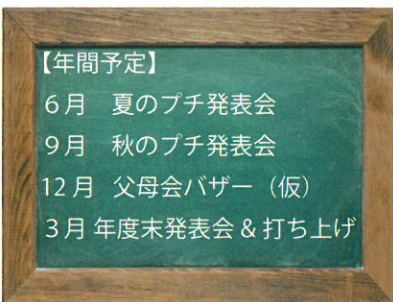 【年間予定】
6月　夏のプチ発表会
9月　秋のプチ発表会
12月　父母会バザー（仮）
3月 年度末発表会 & 打ち上げ